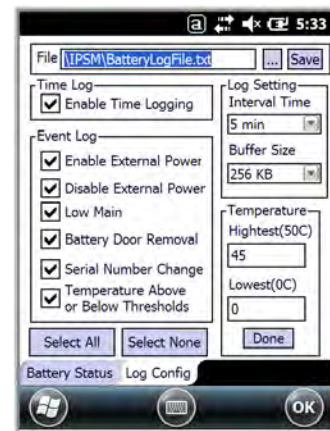 a 5:33
File \IPSM\BatteryLogFile.txt ... Save
Time Log
Enable Time Logging
Event Log
Enable External Power
Disable External Power
Low Main
Battery Door Removal
Serial Number Change
Temperature Above
or Below Thresholds
Select All Select None
Log Setting
Interval Time
5 min
Buffer Size
256 KB
Temperature
Hightest(50C)
45
Lowest(0C)
0
Done
Battery Status Log Config
OK